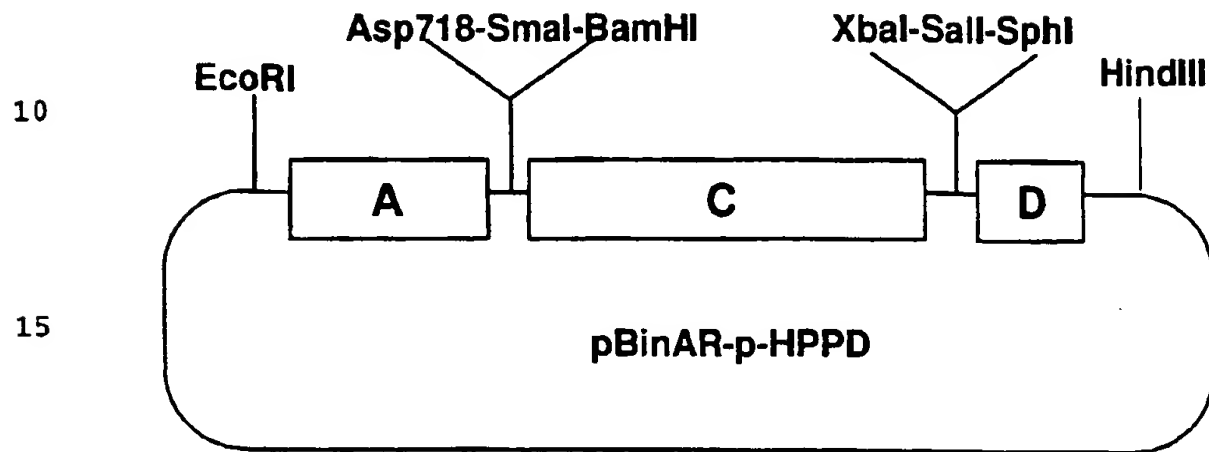 Asp718-SmaI-BamHI
XbaI-SalI-SphI
EcoRI
HindIII
10
A
C
D
15
pBinAR-p-HPPD